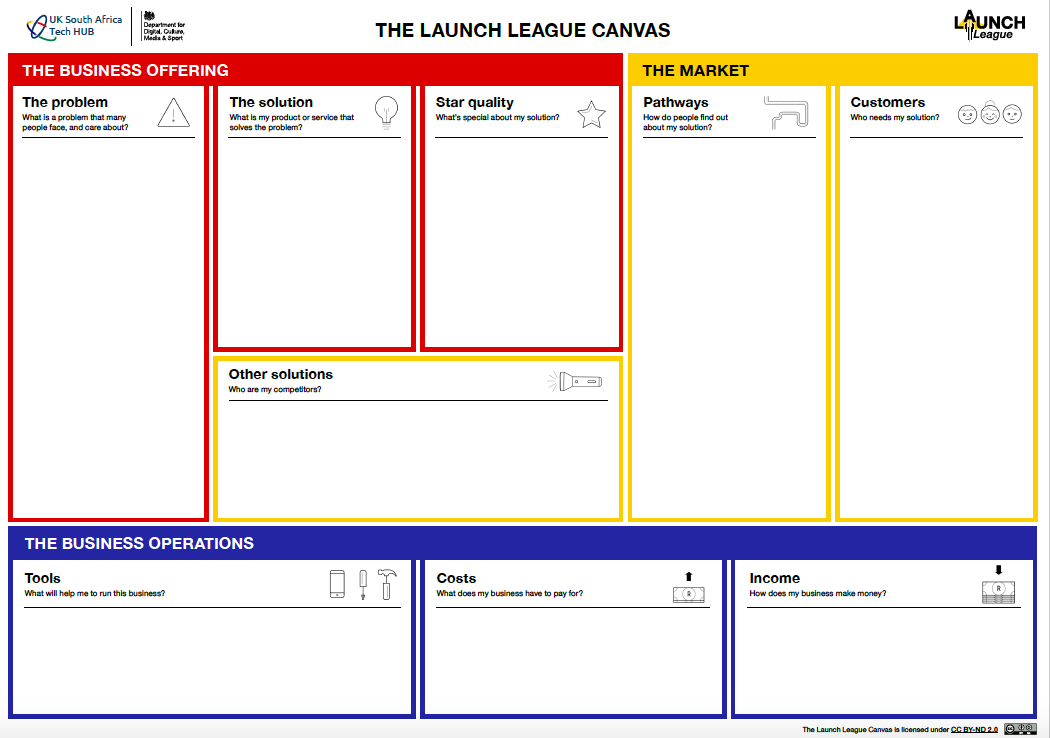 UK South Africa
Tech HUB
Department for
Digital, Culture,
Media & Sport
THE LAUNCH LEAGUE CANVAS
LAUNCH
League
THE BUSINESS OFFERING
THE MARKET
The problem
What is a problem that many
people face, and care about?
The solution
What is my product or service that
solves the problem?
Star quality
What's special about my solution?
Pathways
How do people find out
about my solution?
Customers
Who needs my solution?
Other solutions
Who are my competitors?
THE BUSINESS OPERATIONS
Tools
What will help me to run this business?
Costs
What does my business have to pay for?
R
Income
How does my business make money?
R
The Launch League Canvas is licensed under CC BY-ND 2.0